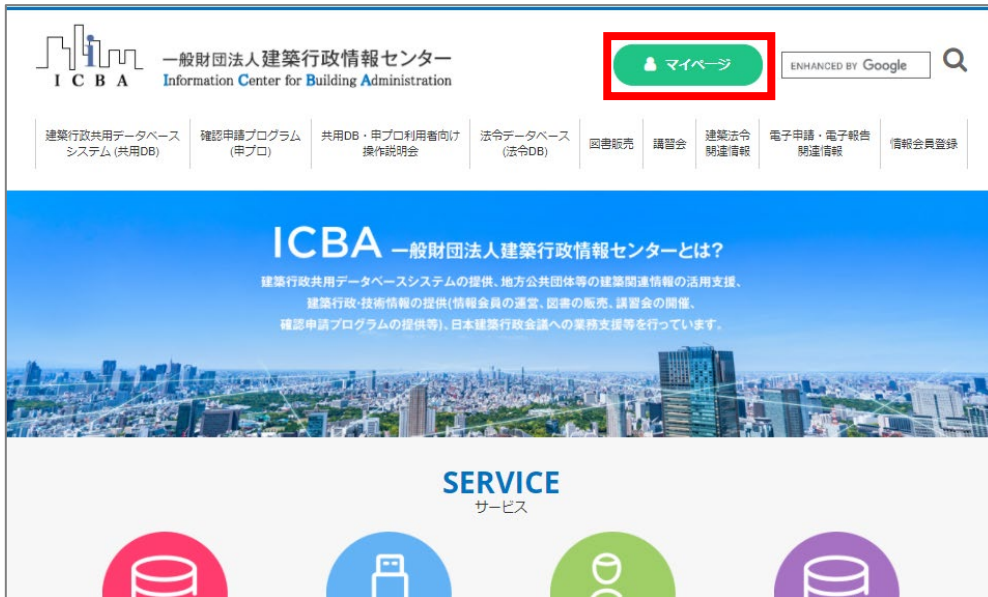 ICBA
一般財団法人建築行政情報センター
Information Center for Building Administration
マイページ
ENHANCED BY Google
建築行政共用データベース
システム (共用DB)
確認申請プログラム
(申プロ)
共用DB・申プロ利用者向け
操作説明会
法令データベース
(法令DB)
図書販売
講習会
建築法令
関連情報
電子申請・電子報告
関連情報
情報会員登録
ICBA 一般財団法人建築行政情報センターとは?
建築行政共用データベースシステムの提供、地方公共団体等の建築関連情報の活用支援、
建築行政・技術情報の提供(情報会員の運営、図書の販売、講習会の開催、
確認申請プログラムの提供等)、日本建築行政会議への業務支援等を行っています。
SERVICE
サービス